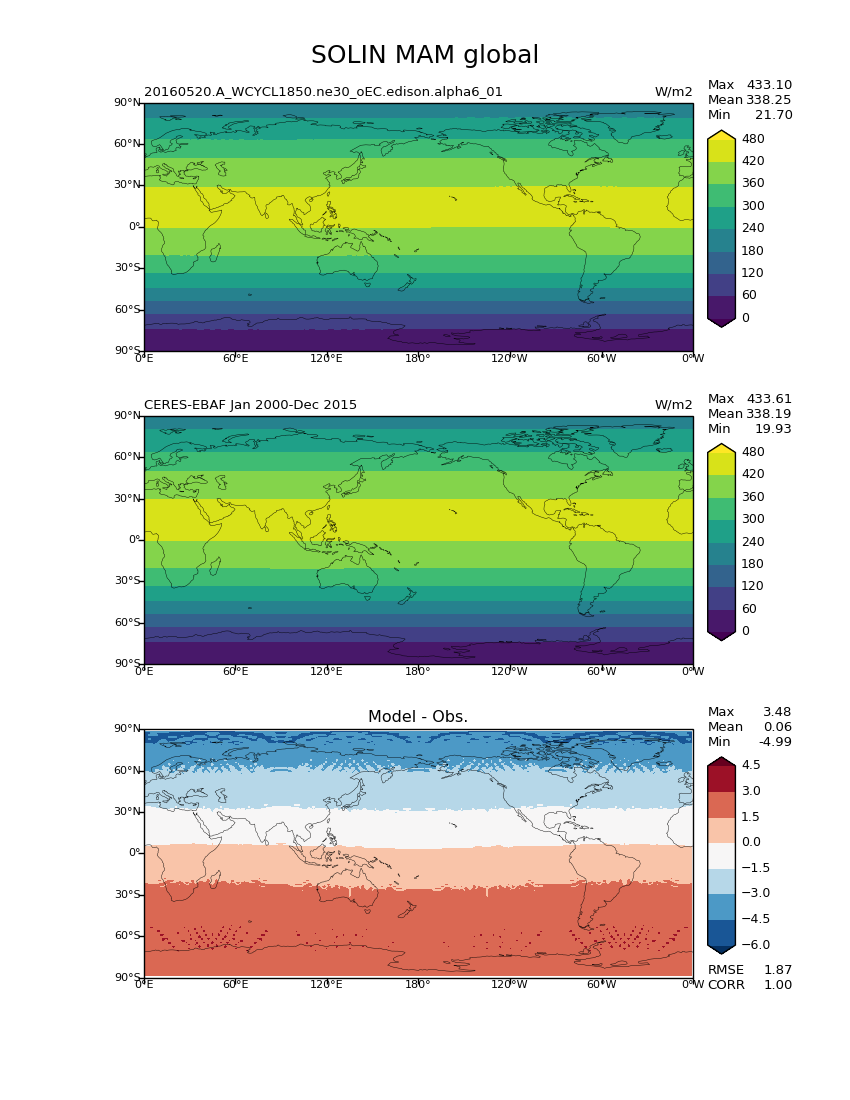 SOLIN MAM global
20160520.A_WCYCL1850.ne30_oEC.edison.alpha6_01 W/m2
Max 433.10
Mean 338.25
Min 21.70
90°N
60°N
30°N
0°
30°S
60°S
90°S
0°E 60°E 120°E 180° 120°W 60°W 0°W
480
420
360
300
240
180
120
60
0
CERES-EBAF Jan 2000-Dec 2015 W/m2
Max 433.61
Mean 338.19
Min 19.93
90°N
60°N
30°N
0°
30°S
60°S
90°S
0°E 60°E 120°E 180° 120°W 60°W 0°W
480
420
360
300
240
180
120
60
0
Model - Obs.
Max 3.48
Mean 0.06
Min -4.99
90°N
60°N
30°N
0°
30°S
60°S
90°S
0°E 60°E 120°E 180° 120°W 60°W 0°W
4.5
3.0
1.5
0.0
−1.5
−3.0
−4.5
−6.0
RMSE 1.87
CORR 1.00